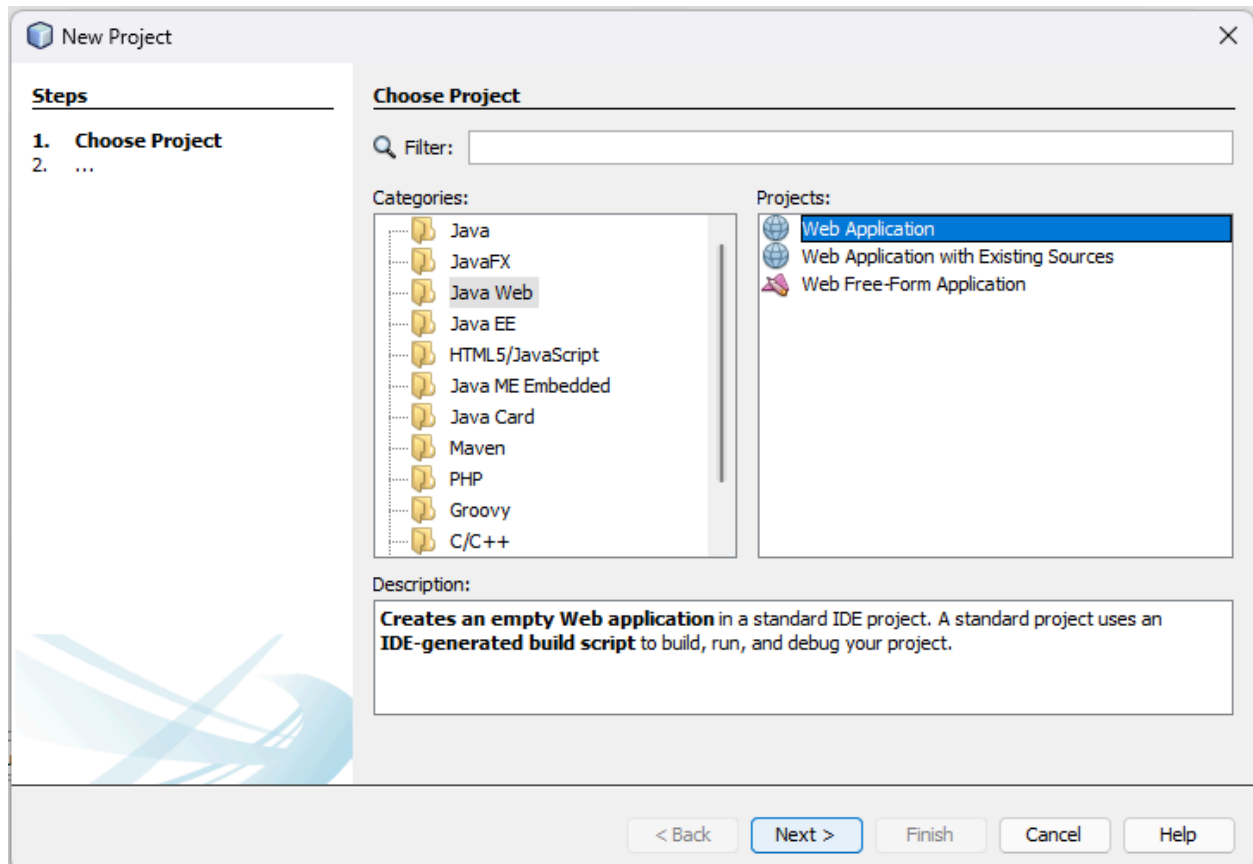 New Project
Steps
1. Choose Project
2. ...
Choose Project
Filter:
Categories:
Java
JavaFX
Java Web
Java EE
HTML5/JavaScript
Java ME Embedded
Java Card
Maven
PHP
Groovy
C/C++
Projects:
Web Application
Web Application with Existing Sources
Web Free-Form Application
Description:
Creates an empty Web application in a standard IDE project. A standard project uses an
IDE-generated build script to build, run, and debug your project.
< Back Next > Finish Cancel Help